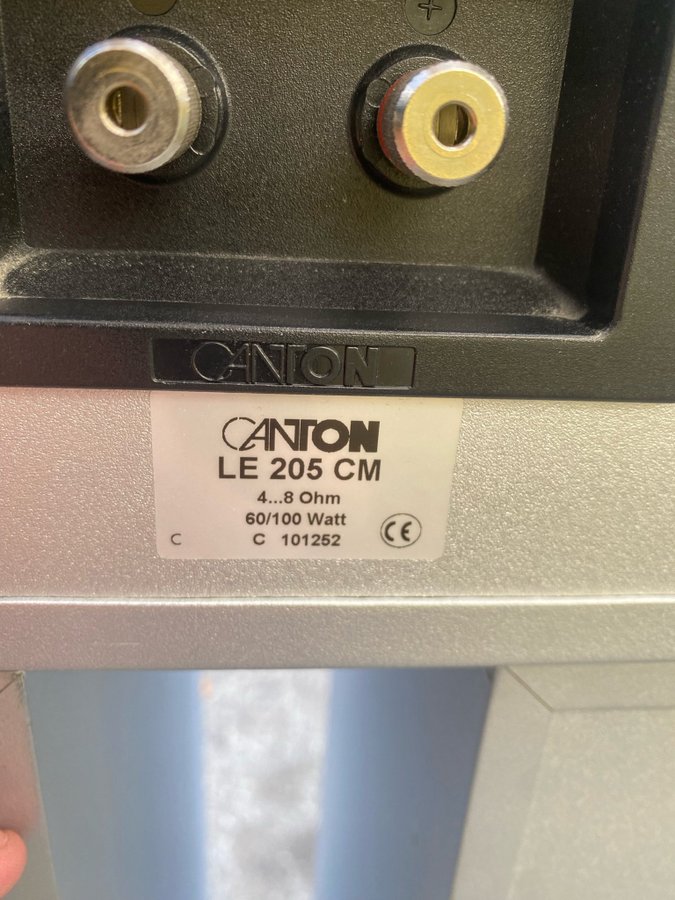 +
CANTON
CANTON
LE 205 CM
4...8 Ohm
60/100 Watt
C C 101252 CE